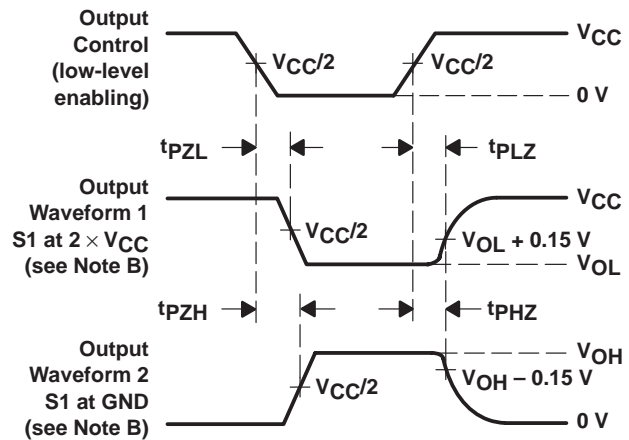 Output
Control
(low-level
enabling)
VCC
VCC/2
VCC/2
0 V
tPZL
tPLZ
Output
Waveform 1
S1 at 2 × VCC
(see Note B)
VCC
VCC/2
VOL + 0.15 V
VOL
tPZH
tPHZ
Output
Waveform 2
S1 at GND
(see Note B)
VOH
VCC/2
VOH – 0.15 V
0 V